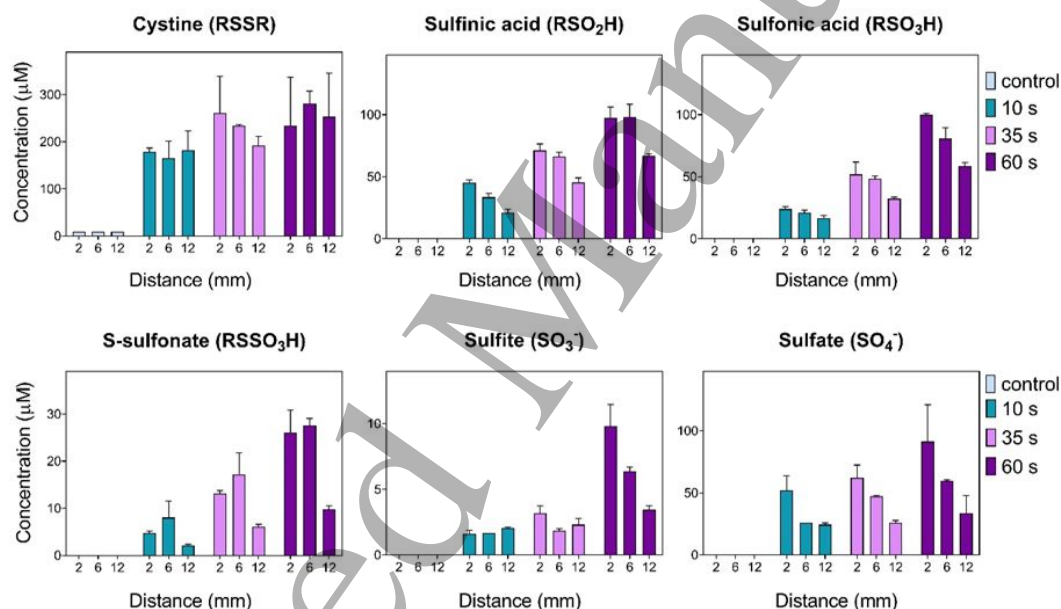 Cystine (RSSR)
Sulfinic acid (RSO₂H)
Sulfonic acid (RSO₃H)
Concentration (µM)
300
200
100
0
2 6 12 2 6 12 2 6 12 2 6 12
Distance (mm)
100
50
0
2 6 12 2 6 12 2 6 12 2 6 12
Distance (mm)
100
50
0
2 6 12 2 6 12 2 6 12 2 6 12
Distance (mm)
control
10 s
35 s
60 s
S-sulfonate (RSSO₃H)
Sulfite (SO₃⁻)
Sulfate (SO₄⁻)
Concentration (µM)
30
20
10
0
2 6 12 2 6 12 2 6 12 2 6 12
Distance (mm)
10
5
0
2 6 12 2 6 12 2 6 12 2 6 12
Distance (mm)
100
50
0
2 6 12 2 6 12 2 6 12 2 6 12
Distance (mm)
control
10 s
35 s
60 s
ed Man